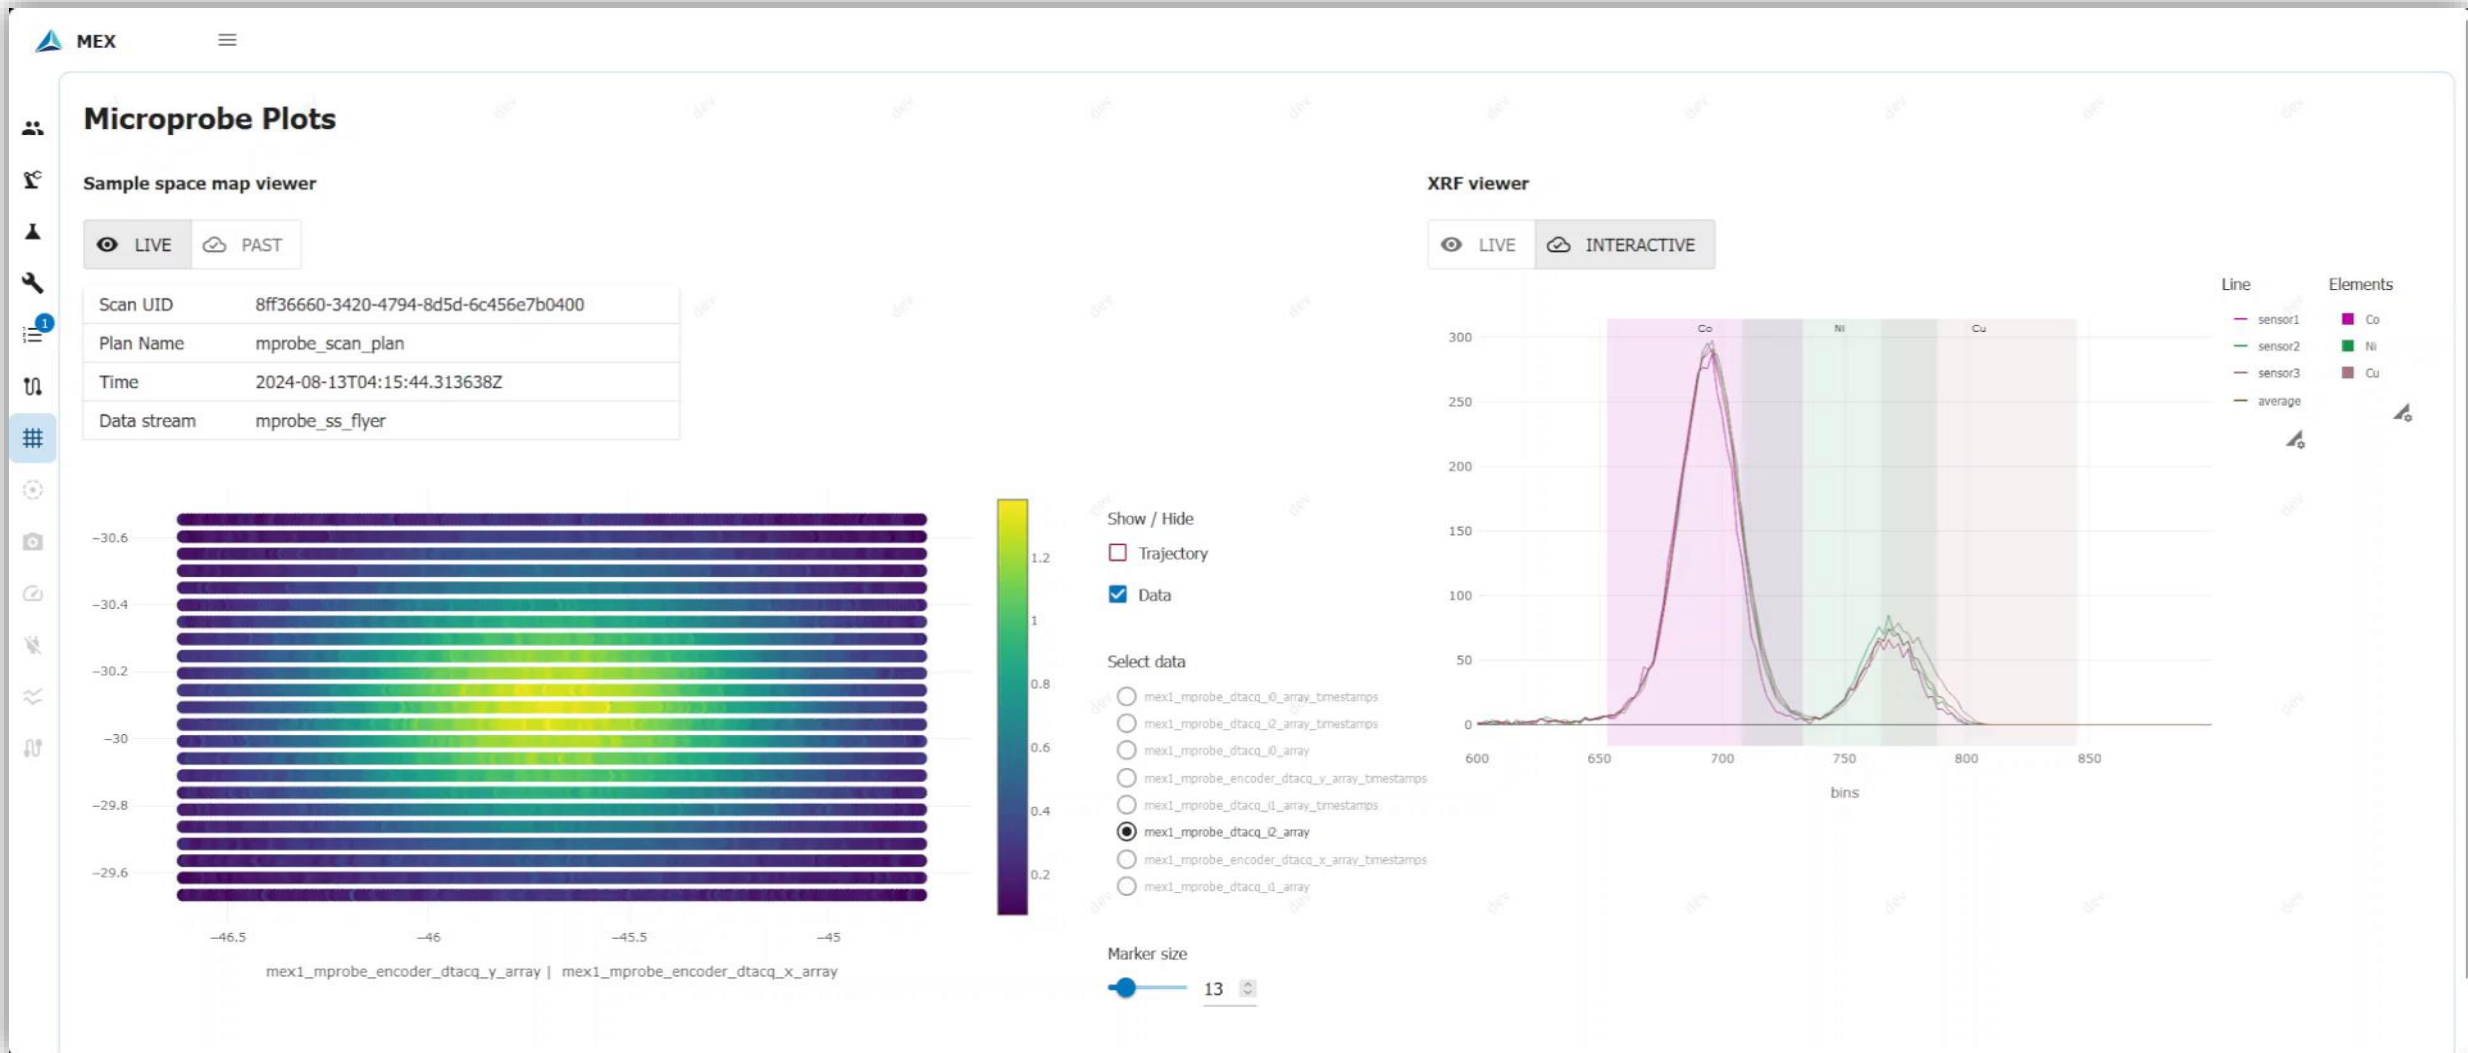 MEX
Microprobe Plots
Sample space map viewer
LIVE
PAST
Scan UID 8ff36660-3420-4794-8d5d-6c456e7b0400
Plan Name mprobe_scan_plan
Time 2024-08-13T04:15:44.313638Z
Data stream mprobe_ss_flyer
1
−30.6
−30.4
−30.2
−30
−29.8
−29.6
−46.5 −46 −45.5 −45
mex1_mprobe_encoder_dtacq_y_array | mex1_mprobe_encoder_dtacq_x_array
1.2
1
0.8
0.6
0.4
0.2
Show / Hide
Trajectory
Data
Select data
mex1_mprobe_dtacq_i0_array_timestamps
mex1_mprobe_dtacq_i2_array_timestamps
mex1_mprobe_dtacq_i0_array
mex1_mprobe_encoder_dtacq_y_array_timestamps
mex1_mprobe_dtacq_i1_array_timestamps
mex1_mprobe_dtacq_i2_array
mex1_mprobe_encoder_dtacq_x_array_timestamps
mex1_mprobe_dtacq_i1_array
Marker size
13
XRF viewer
LIVE
INTERACTIVE
Co Ni Cu
300
250
200
150
100
50
0
600 650 700 750 800 850
bins
Line
sensor1
sensor2
sensor3
average
Elements
Co
Ni
Cu
dev